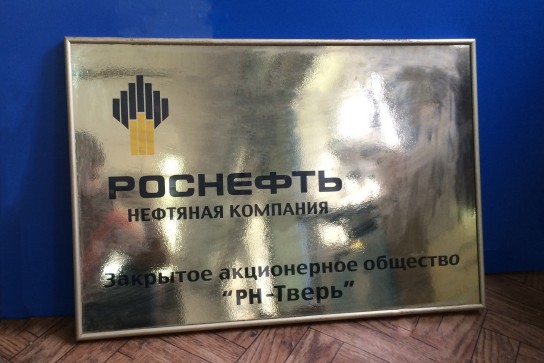 РОСНЕФТЬ
НЕФТЯНАЯ КОМПАНИЯ
Закрытое акционерное общество
"РН-Тверь"